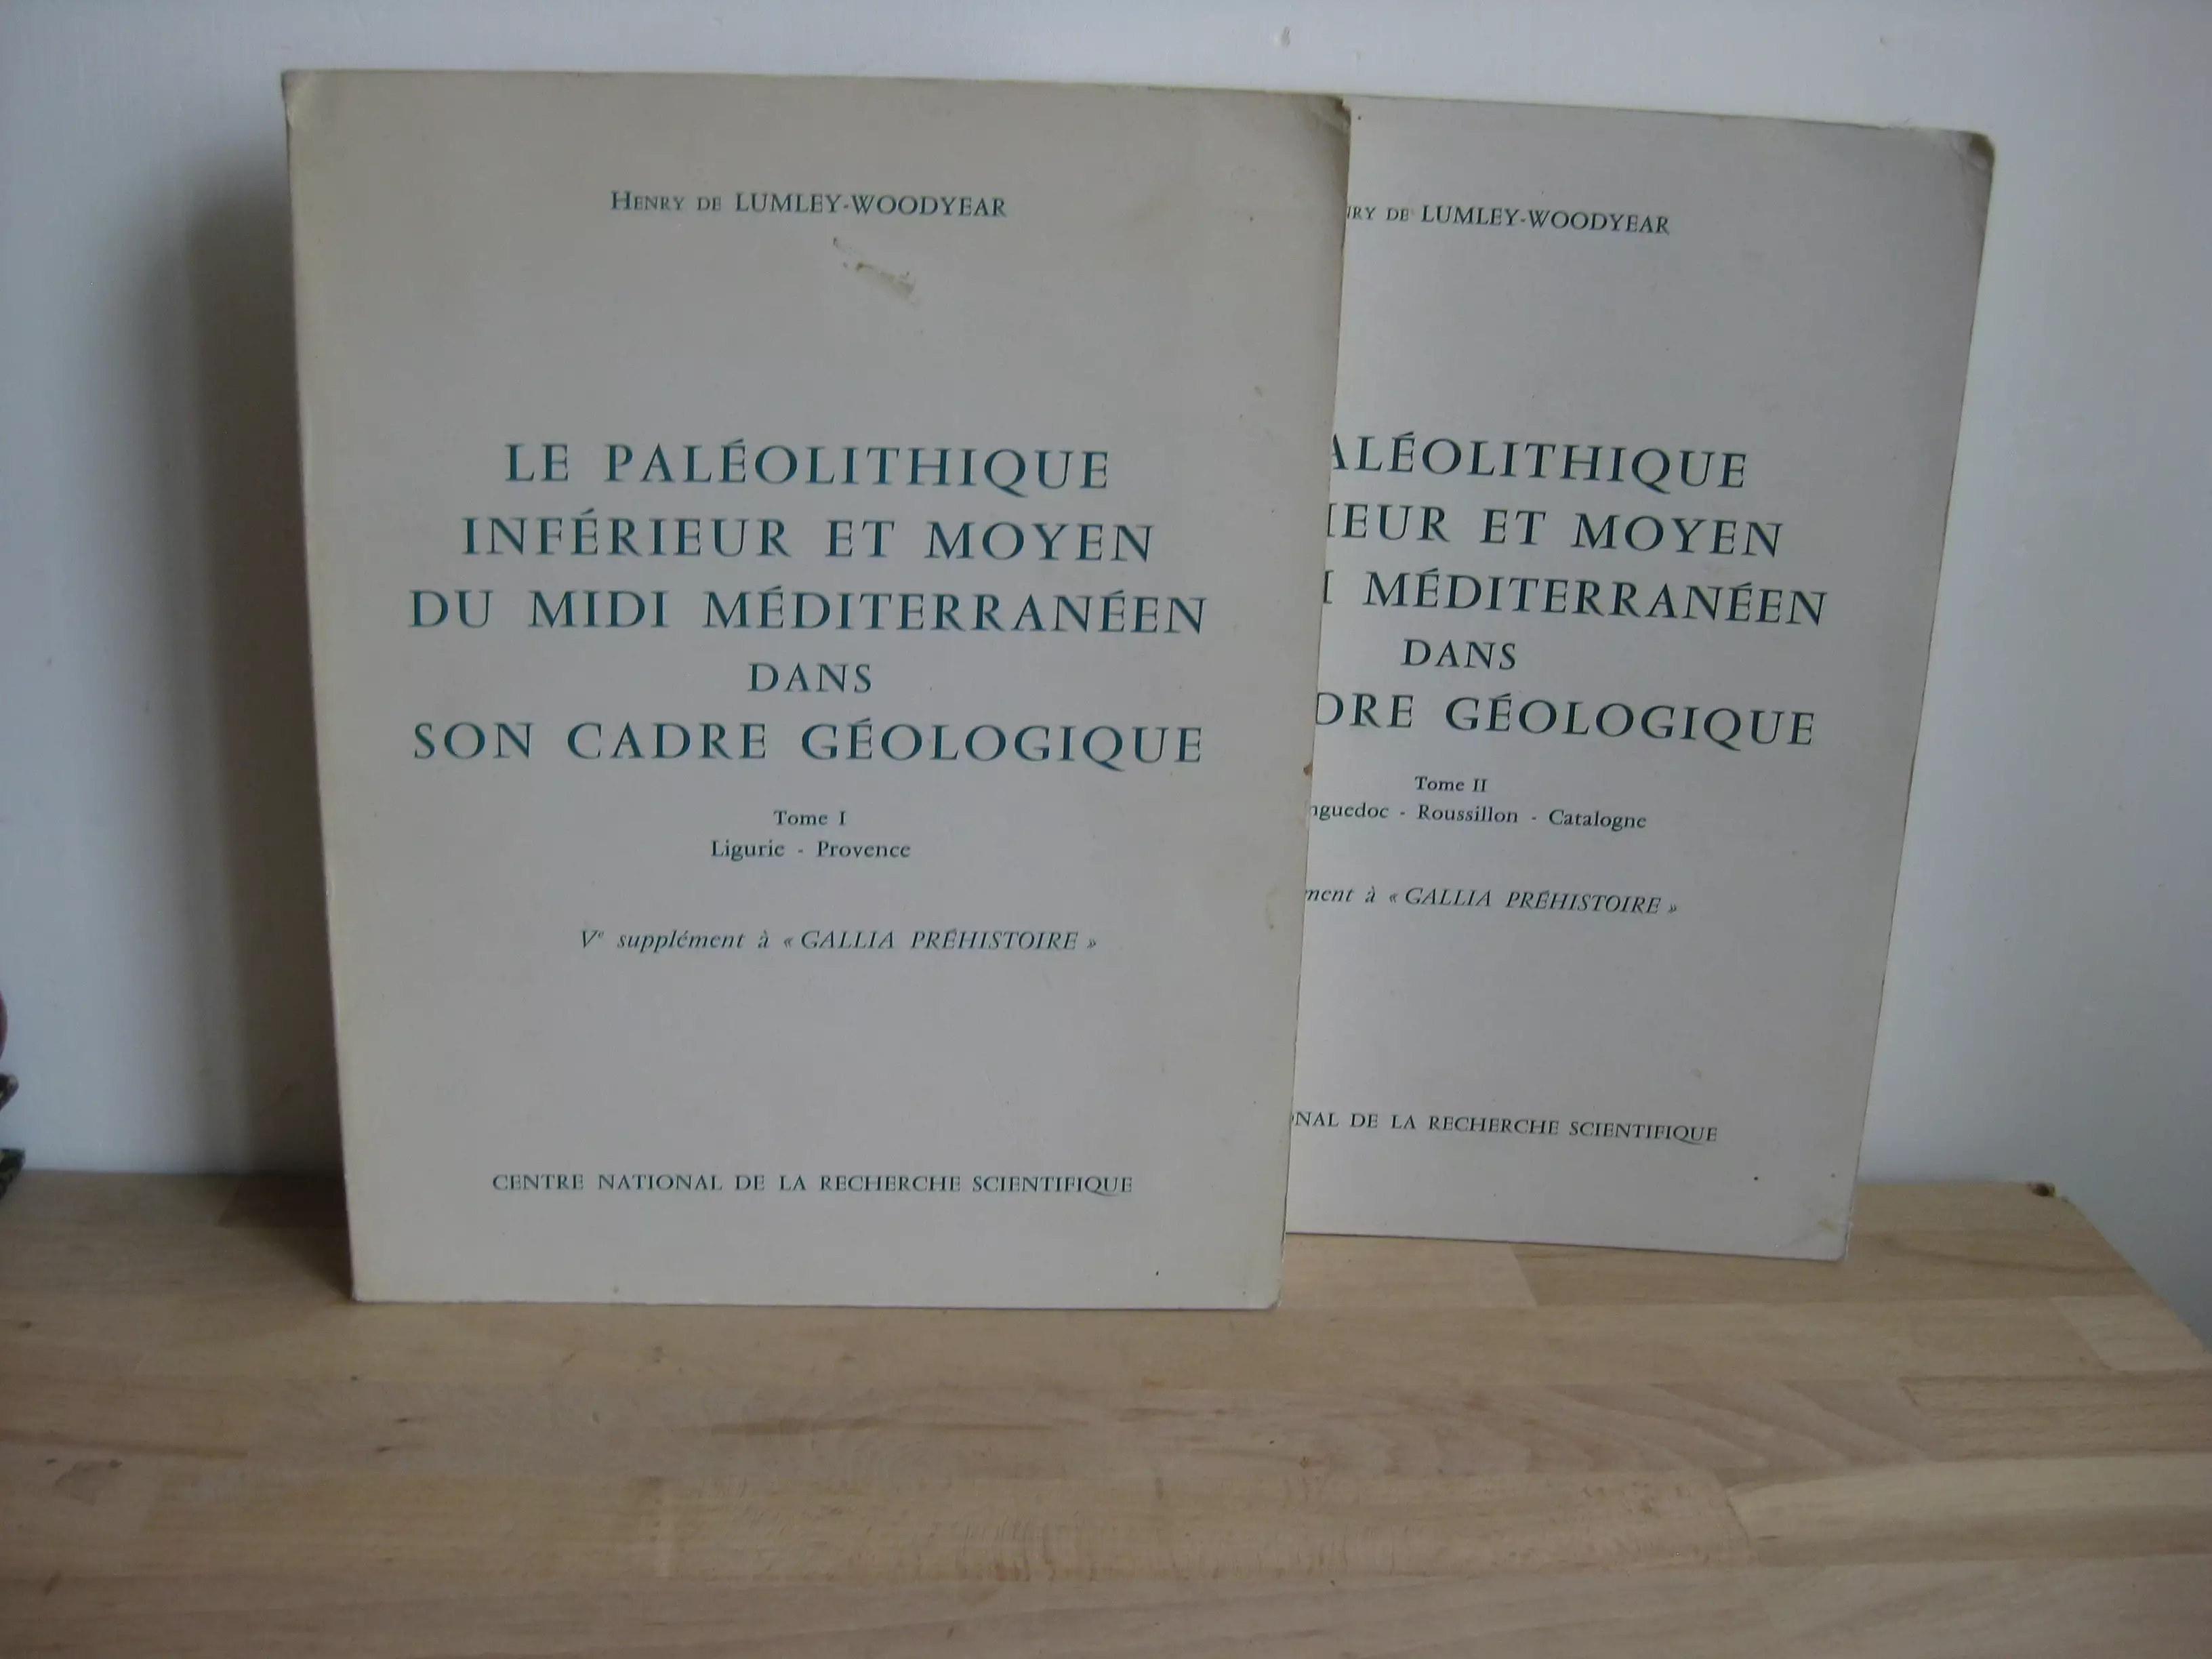 HENRY DE LUMLEY-WOODYEAR
LE PALÉOLITHIQUE
INFÉRIEUR ET MOYEN
DU MIDI MÉDITERRANÉEN
DANS
SON CADRE GÉOLOGIQUE
Tome I
Ligurie - Provence
Ve supplément à « GALLIA PRÉHISTOIRE »
CENTRE NATIONAL DE LA RECHERCHE SCIENTIFIQUE
RY DE LUMLEY-WOODYEAR
ALÉOLITHIQUE
IEUR ET MOYEN
I MÉDITERRANÉEN
DANS
DRE GÉOLOGIQUE
Tome II
nguedoc - Roussillon - Catalogne
ment à « GALLIA PRÉHISTOIRE »
NAL DE LA RECHERCHE SCIENTIFIQUE